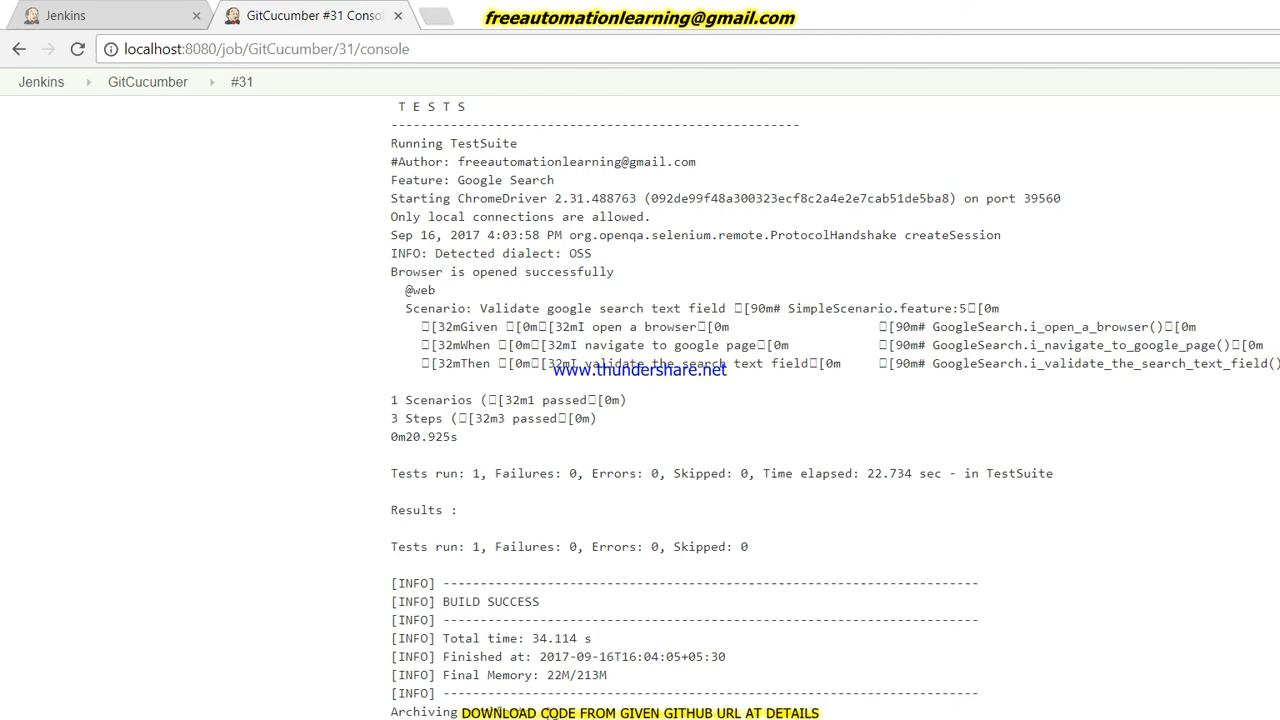 Jenkins
GitCucumber #31 Conso
freeautomationlearning@gmail.com
localhost:8080/job/GitCucumber/31/console
Jenkins
GitCucumber
#31
T E S T S
-------------------------------------------------------
Running TestSuite
#Author: freeautomationlearning@gmail.com
Feature: Google Search
Starting ChromeDriver 2.31.488763 (092de99f48a300323ecf8c2a4e2e7cab51de5ba8) on port 39560
Only local connections are allowed.
Sep 16, 2017 4:03:58 PM org.openqa.selenium.remote.ProtocolHandshake createSession
INFO: Detected dialect: OSS
Browser is opened successfully
@web
Scenario: Validate google search text field [90m# SimpleScenario.feature:5[0m
[32mGiven [0m[32mI open a browser[0m [90m# GoogleSearch.i_open_a_browser()[0m
[32mWhen [0m[32mI navigate to google page[0m [90m# GoogleSearch.i_navigate_to_google_page()[0m
[32mThen [0m[32mI validate the search text field[0m [90m# GoogleSearch.i_validate_the_search_text_field()
www.thundershare.net
1 Scenarios ([32m1 passed[0m)
3 Steps ([32m3 passed[0m)
0m20.925s
Tests run: 1, Failures: 0, Errors: 0, Skipped: 0, Time elapsed: 22.734 sec - in TestSuite
Results :
Tests run: 1, Failures: 0, Errors: 0, Skipped: 0
[INFO] ------------------------------------------------------------------------
[INFO] BUILD SUCCESS
[INFO] ------------------------------------------------------------------------
[INFO] Total time: 34.114 s
[INFO] Finished at: 2017-09-16T16:04:05+05:30
[INFO] Final Memory: 22M/213M
[INFO] ------------------------------------------------------------------------
Archiving
DOWNLOAD CODE FROM GIVEN GITHUB URL AT DETAILS